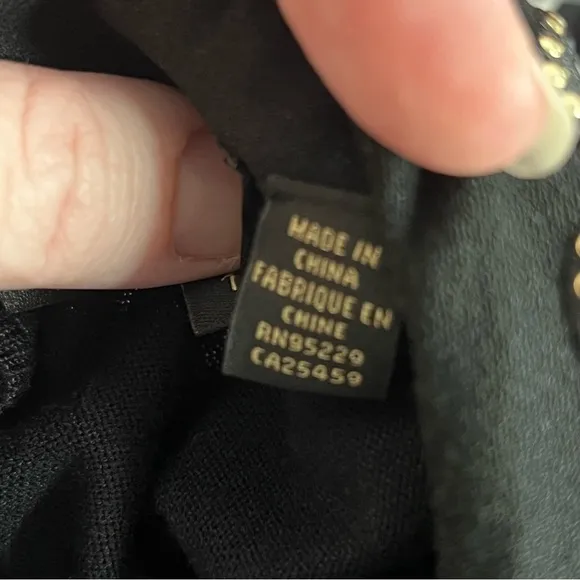 MADE IN
CHINA
FABRIQUE EN
CHINE
RN95229
CA25459